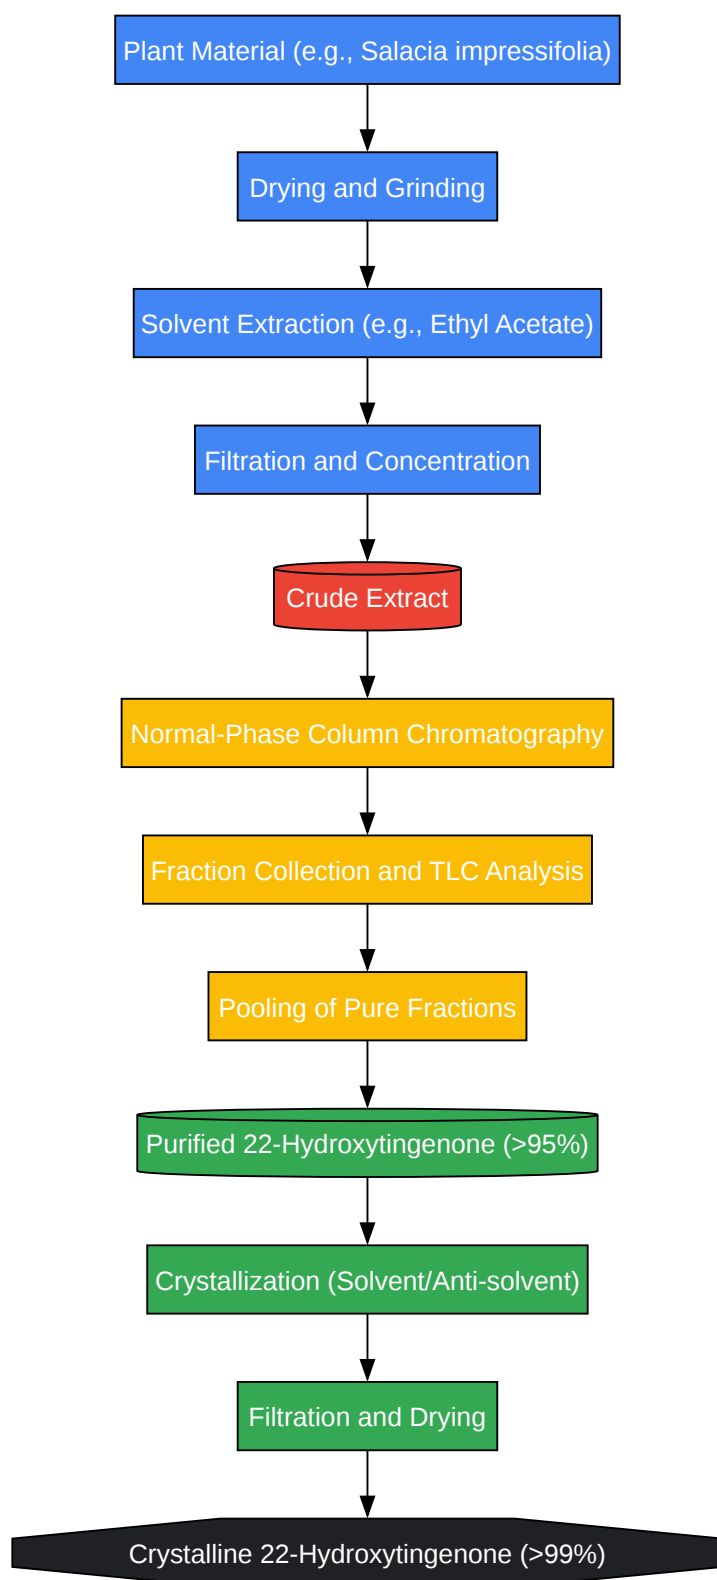 Plant Material (e.g., Salacia impressifolia)
Drying and Grinding
Solvent Extraction (e.g., Ethyl Acetate)
Filtration and Concentration
Crude Extract
Normal-Phase Column Chromatography
Fraction Collection and TLC Analysis
Pooling of Pure Fractions
Purified 22-Hydroxytingenone (>95%)
Crystallization (Solvent/Anti-solvent)
Filtration and Drying
Crystalline 22-Hydroxytingenone (>99%)